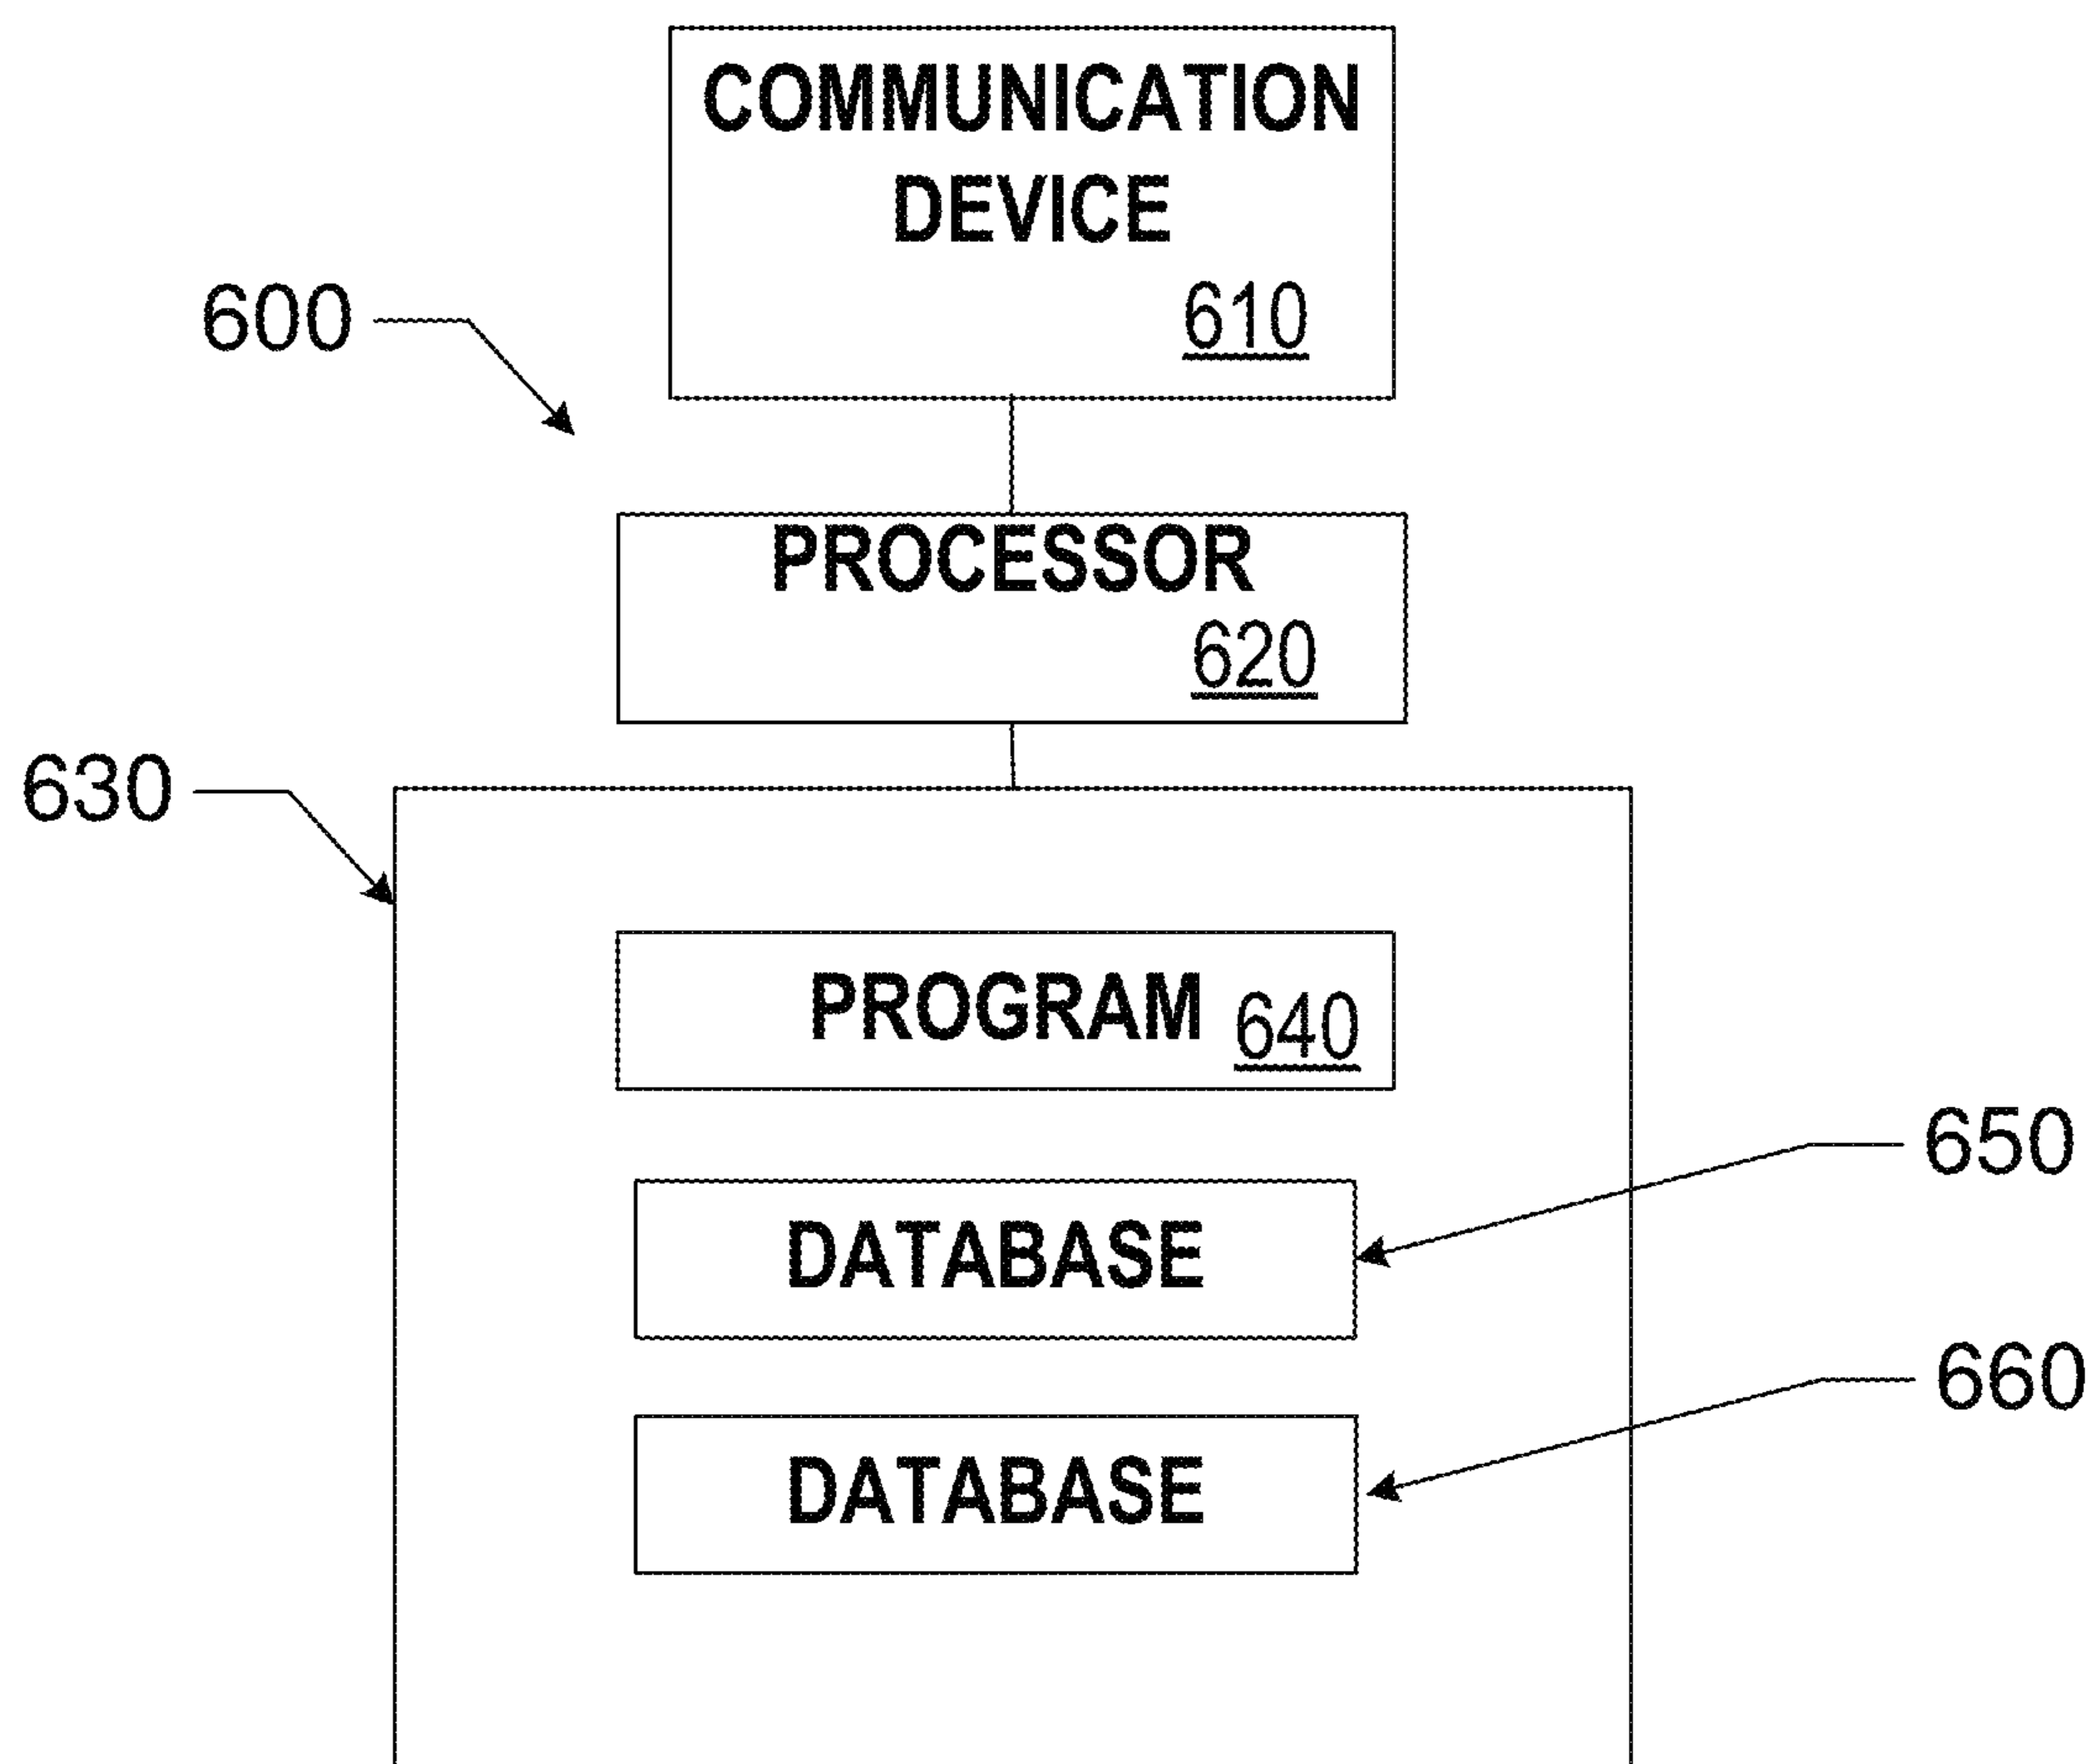 COMMUNICATION
DEVICE
610
600
PROCESSOR
620
630
PROGRAM 640
650
DATABASE
660
DATABASE